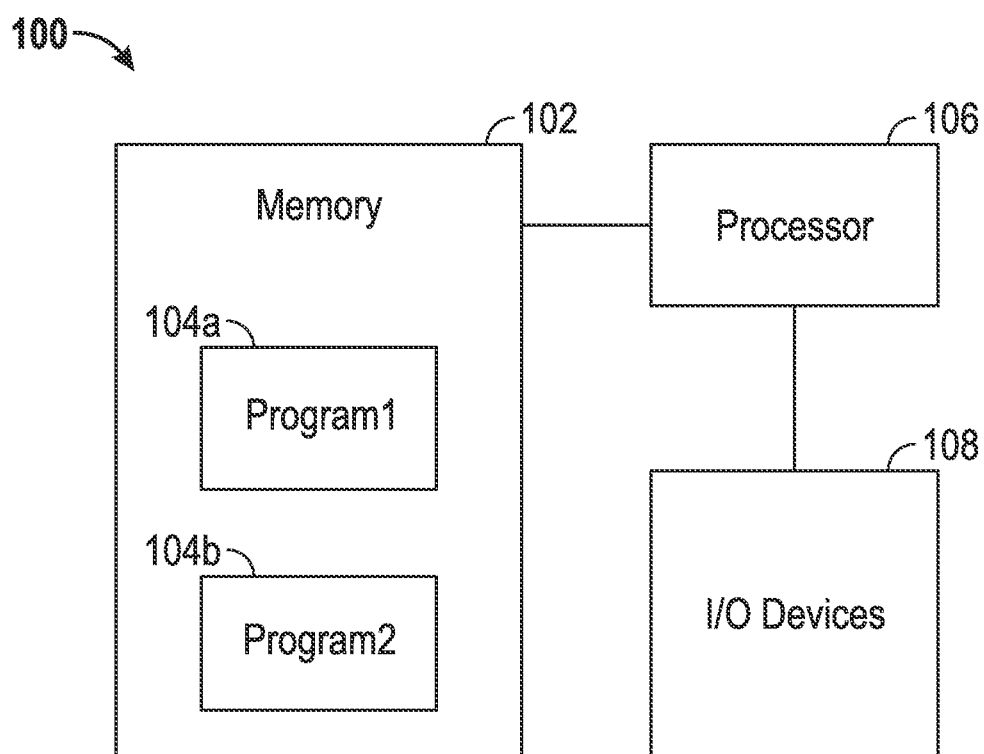 100
102
106
Memory
Processor
104a
Program1
108
104b
I/O Devices
Program2